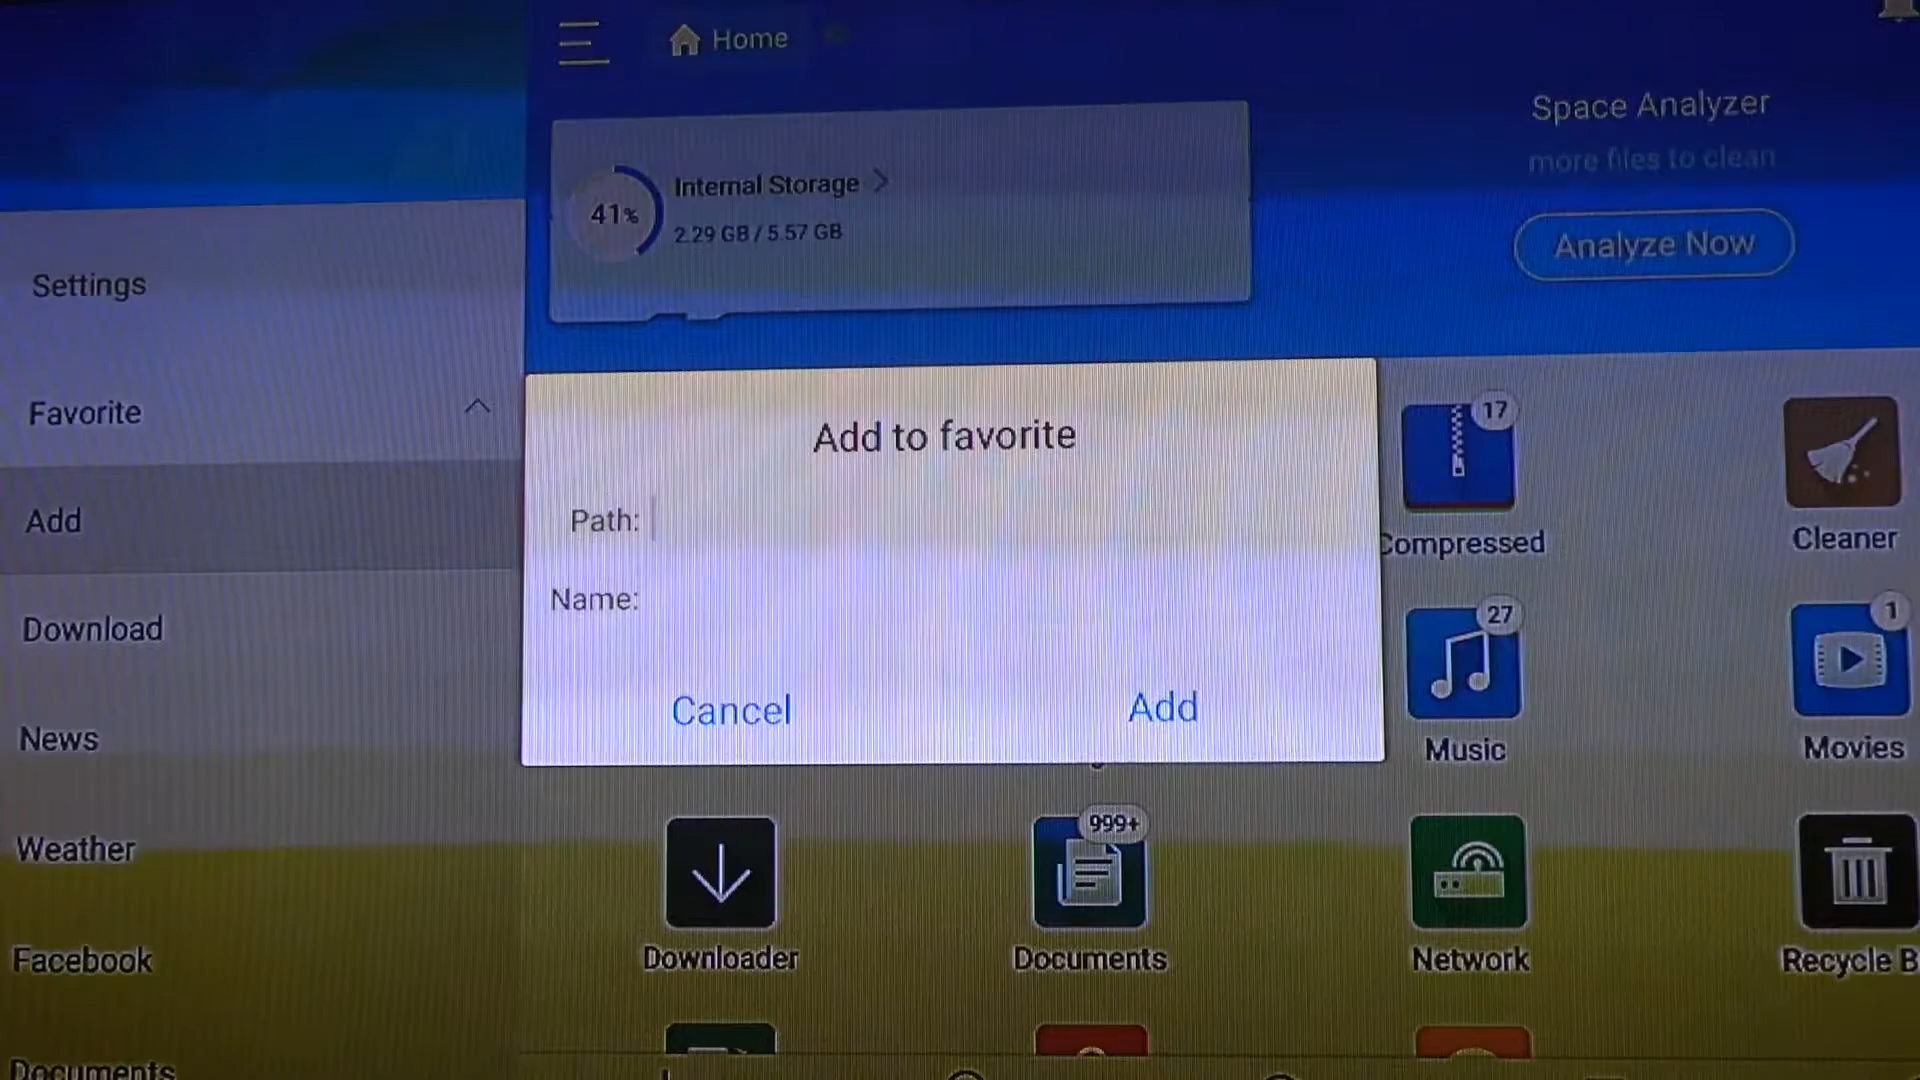 Home
Space Analyzer
more files to clean
Analyze Now
Internal Storage
41%
2.29 GB / 5.57 GB
Settings
Favorite
Add
Download
News
Weather
Facebook
Documents
Add to favorite
Path:
Name:
Cancel
Add
17
Compressed
Cleaner
27
Music
1
Movies
Downloader
999+
Documents
Network
Recycle B